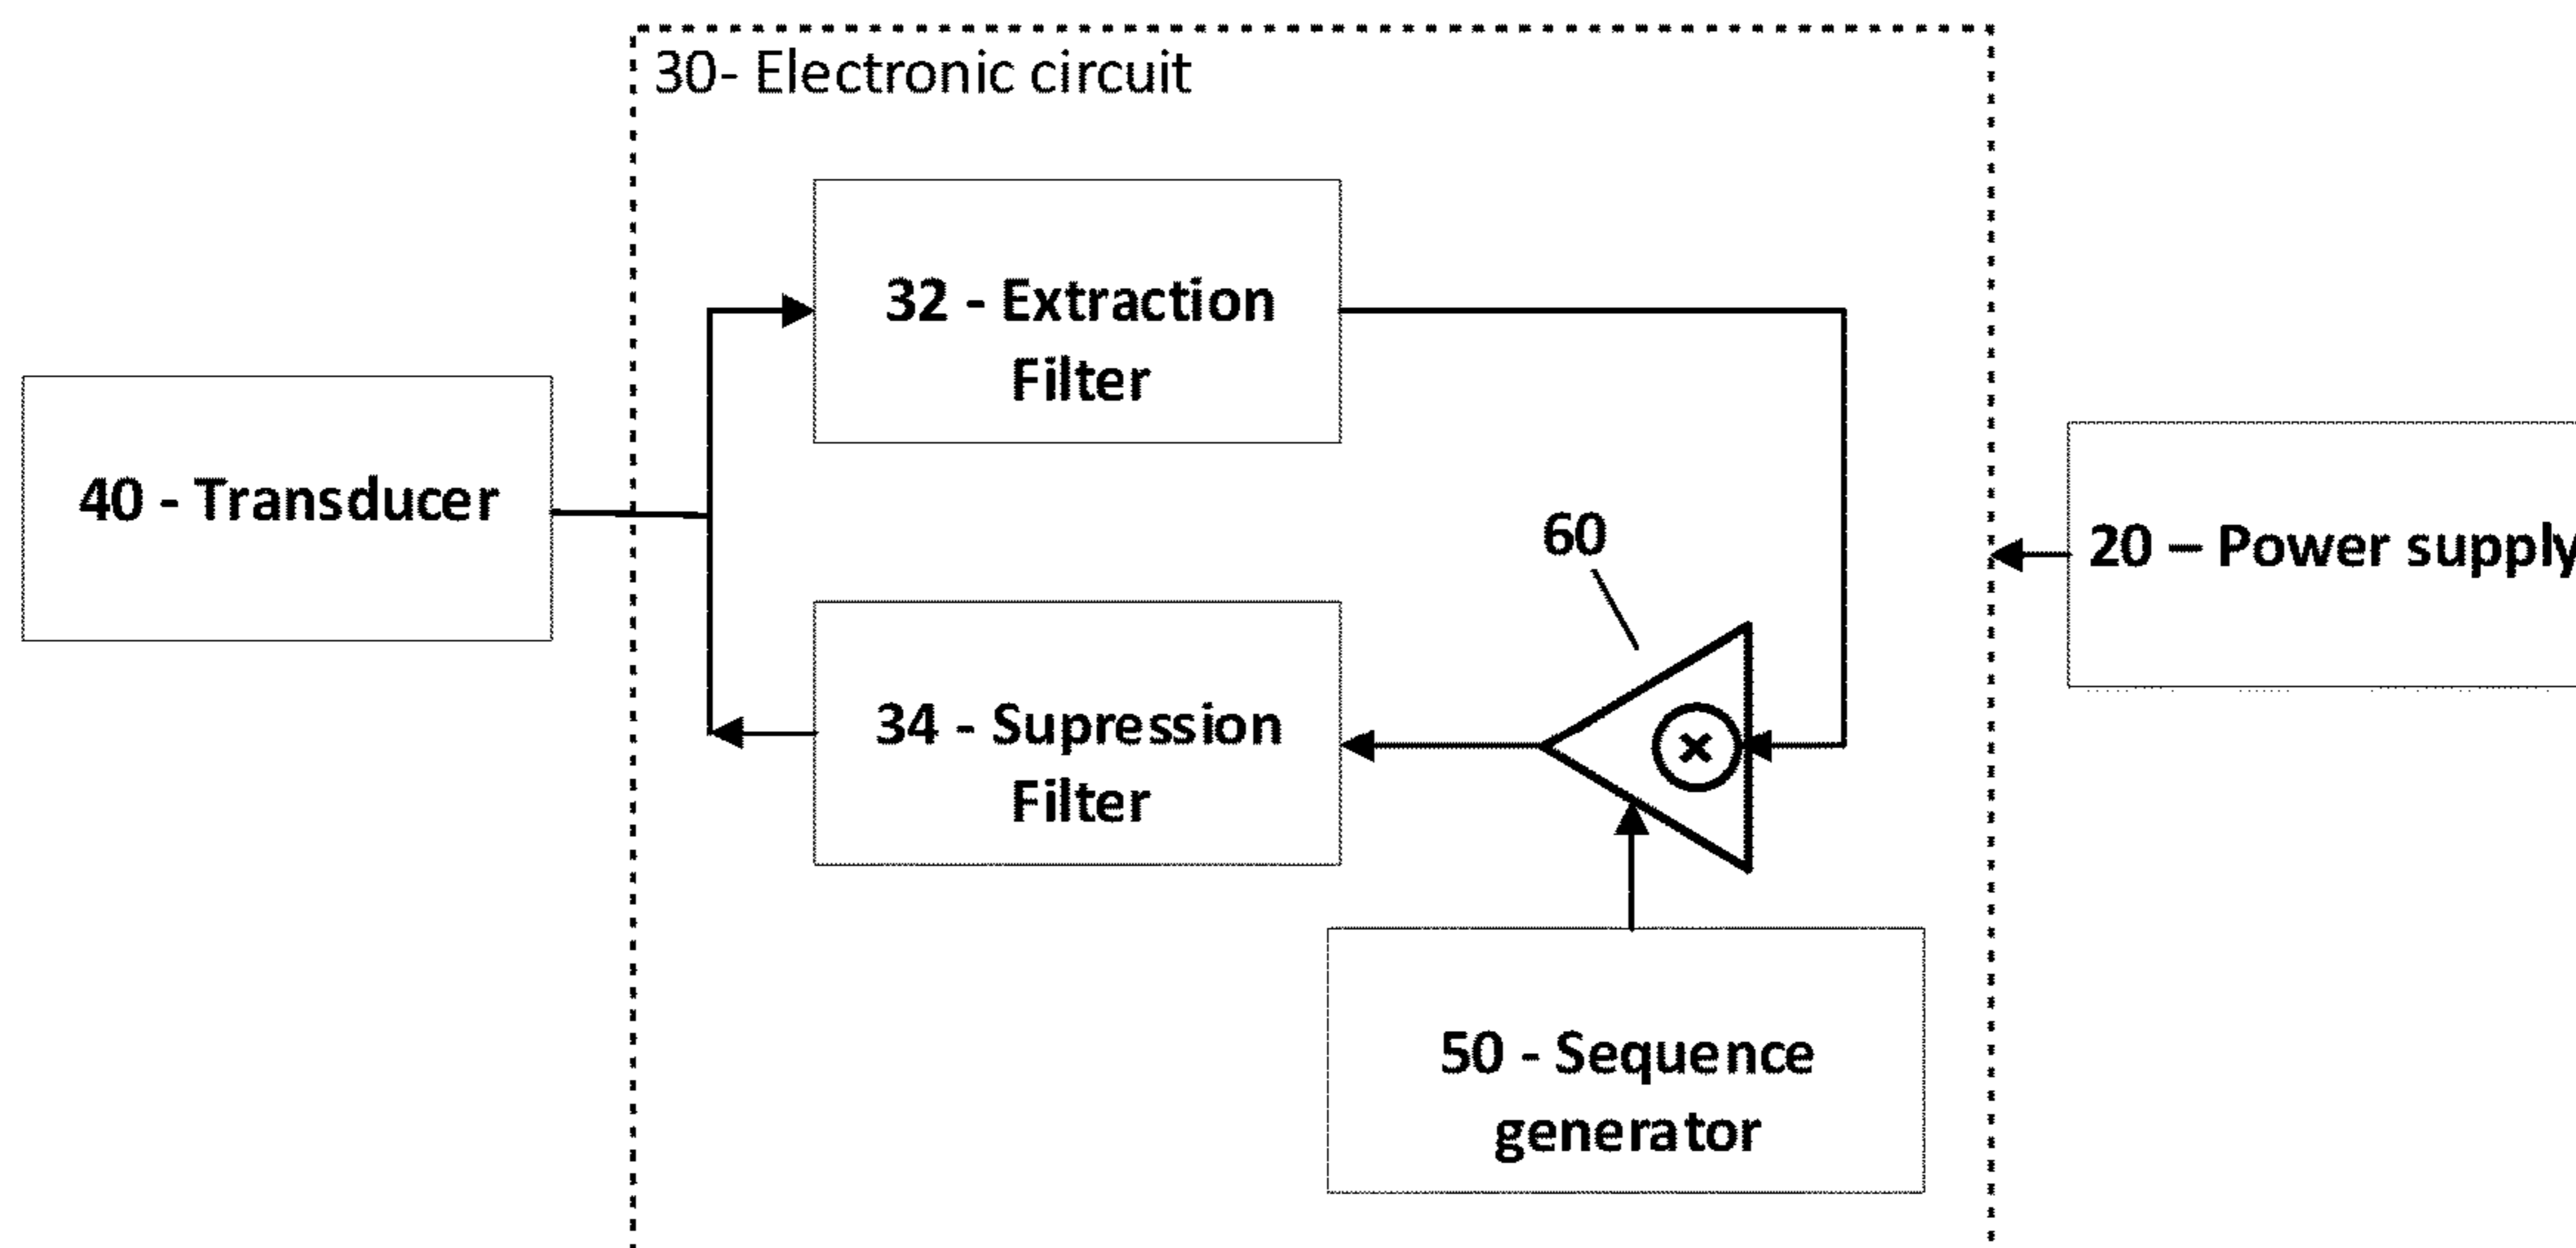 30- Electronic circuit
32 - Extraction
Filter
40 - Transducer
60
20 – Power supply
34 - Supression
Filter
50 - Sequence
generator